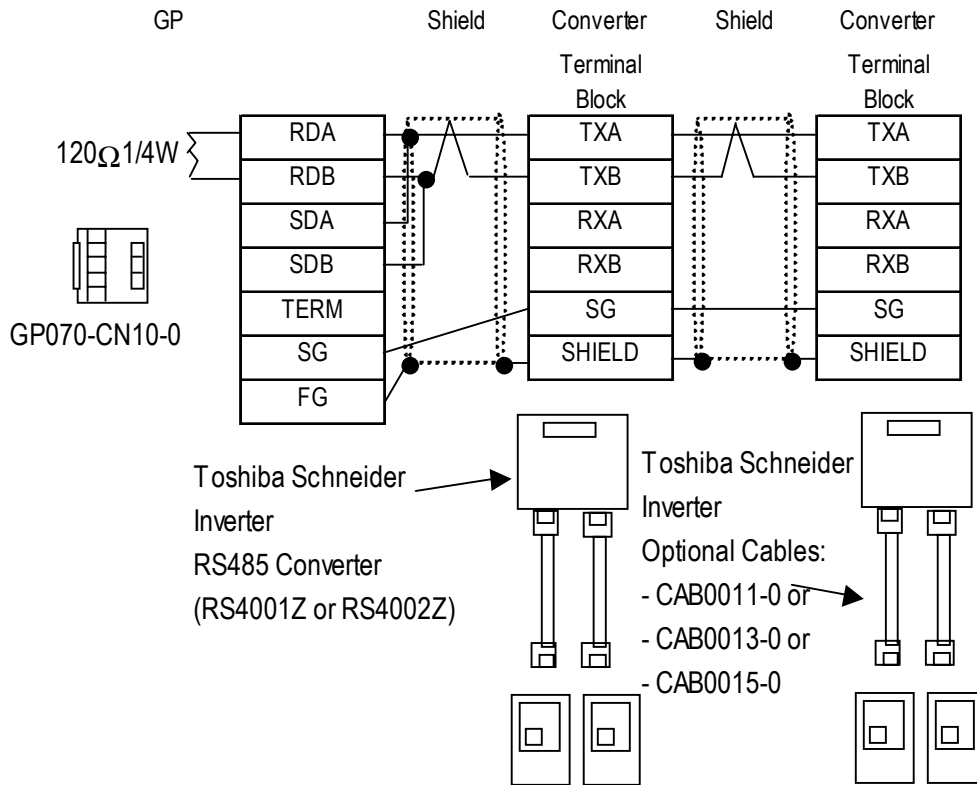 GP Shield Converter Shield Converter
Terminal Terminal
Block Block
120Ω1/4W
RDA TXA TXA
RDB TXB TXB
SDA RXA RXA
SDB RXB RXB
TERM SG SG
SG SHIELD SHIELD
FG
GP070-CN10-0
Toshiba Schneider
Inverter
RS485 Converter
(RS4001Z or RS4002Z)
Toshiba Schneider
Inverter
Optional Cables:
- CAB0011-0 or
- CAB0013-0 or
- CAB0015-0